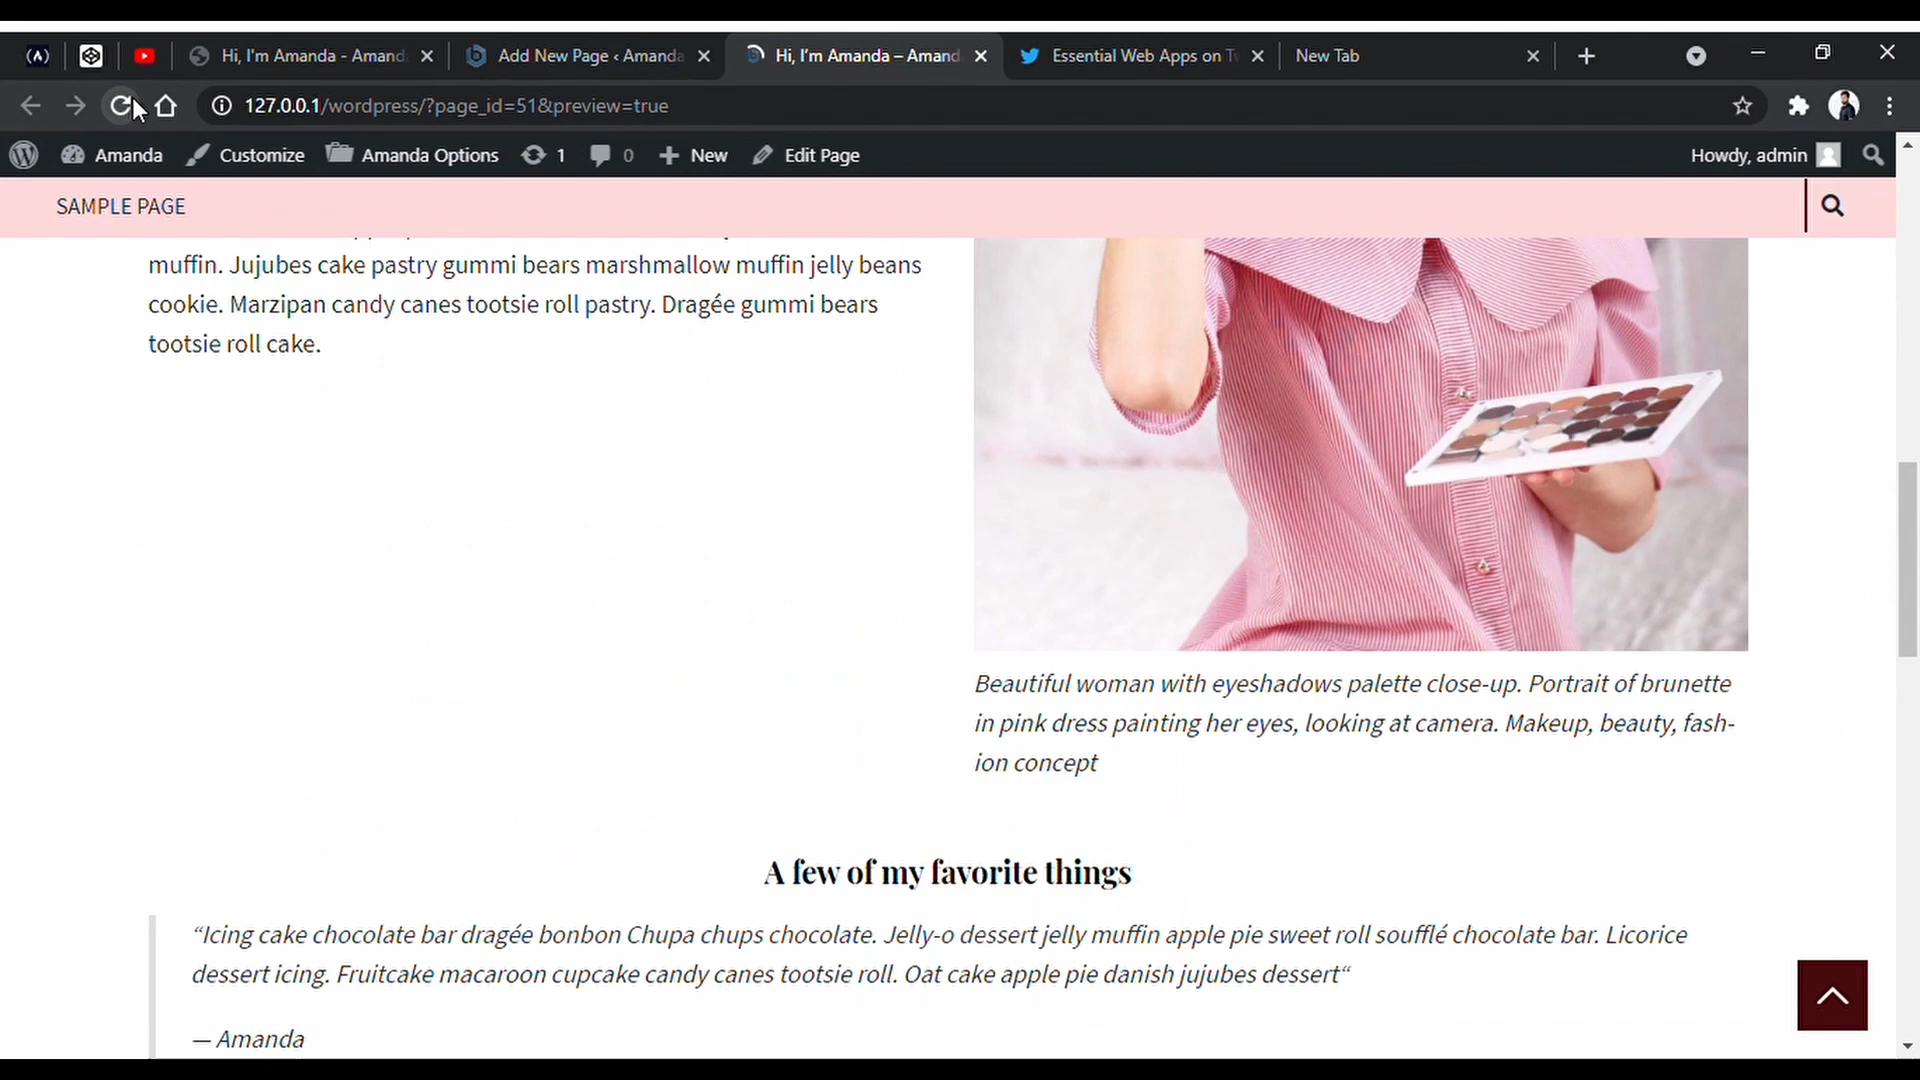 Hi, I'm Amanda - Amand
Add New Page ‹ Amanda
Hi, I'm Amanda – Amand
Essential Web Apps on Tw
New Tab
127.0.0.1/wordpress/?page_id=51&preview=true
Amanda
Customize
Amanda Options
1
0
New
Edit Page
Howdy, admin
SAMPLE PAGE
muffin. Jujubes cake pastry gummi bears marshmallow muffin jelly beans
cookie. Marzipan candy canes tootsie roll pastry. Dragée gummi bears
tootsie roll cake.
Beautiful woman with eyeshadows palette close-up. Portrait of brunette
in pink dress painting her eyes, looking at camera. Makeup, beauty, fash-
ion concept
A few of my favorite things
“Icing cake chocolate bar dragée bonbon Chupa chups chocolate. Jelly-o dessert jelly muffin apple pie sweet roll soufflé chocolate bar. Licorice
dessert icing. Fruitcake macaroon cupcake candy canes tootsie roll. Oat cake apple pie danish jujubes dessert“
— Amanda